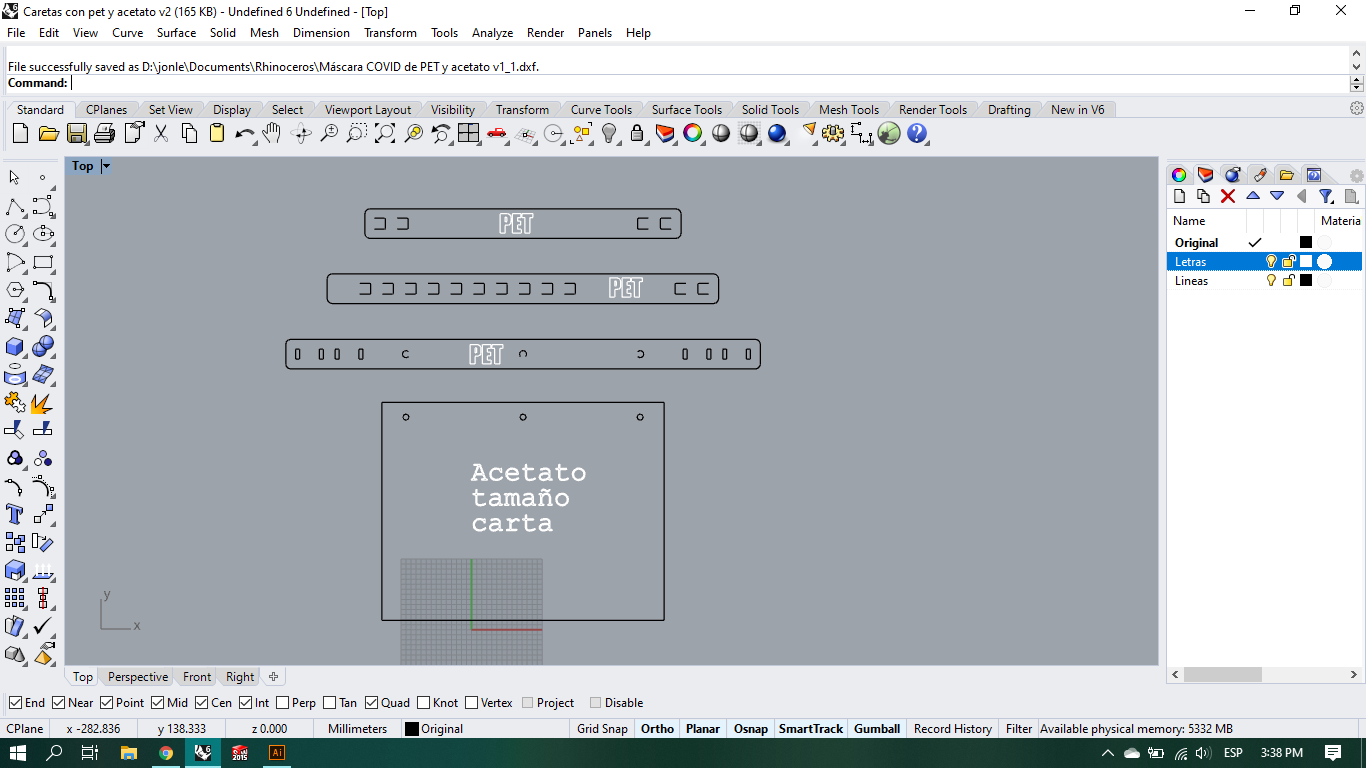 Caretas con pet y acetato v2 (165 KB) - Undefined 6 Undefined - [Top]
File Edit View Curve Surface Solid Mesh Dimension Transform Tools Analyze Render Panels Help
File successfully saved as D:\jonle\Documents\Rhinoceros\Máscara COVID de PET y acetato v1_1.dxf.
Command:
Standard CPlanes Set View Display Select Viewport Layout Visibility Transform Curve Tools Surface Tools Solid Tools Mesh Tools Render Tools Drafting New in V6
Top
Name Materia
Original
Letras
Lineas
PET
PET
PET
Acetato
tamaño
carta
y
x
Top Perspective Front Right
End Near Point Mid Cen Int Perp Tan Quad Knot Vertex Project Disable
CPlane x -282.836 y 138.333 z 0.000 Millimeters Original Grid Snap Ortho Planar Osnap SmartTrack Gumball Record History Filter Available physical memory: 5332 MB
6 2015 Ai ESP 3:38 PM